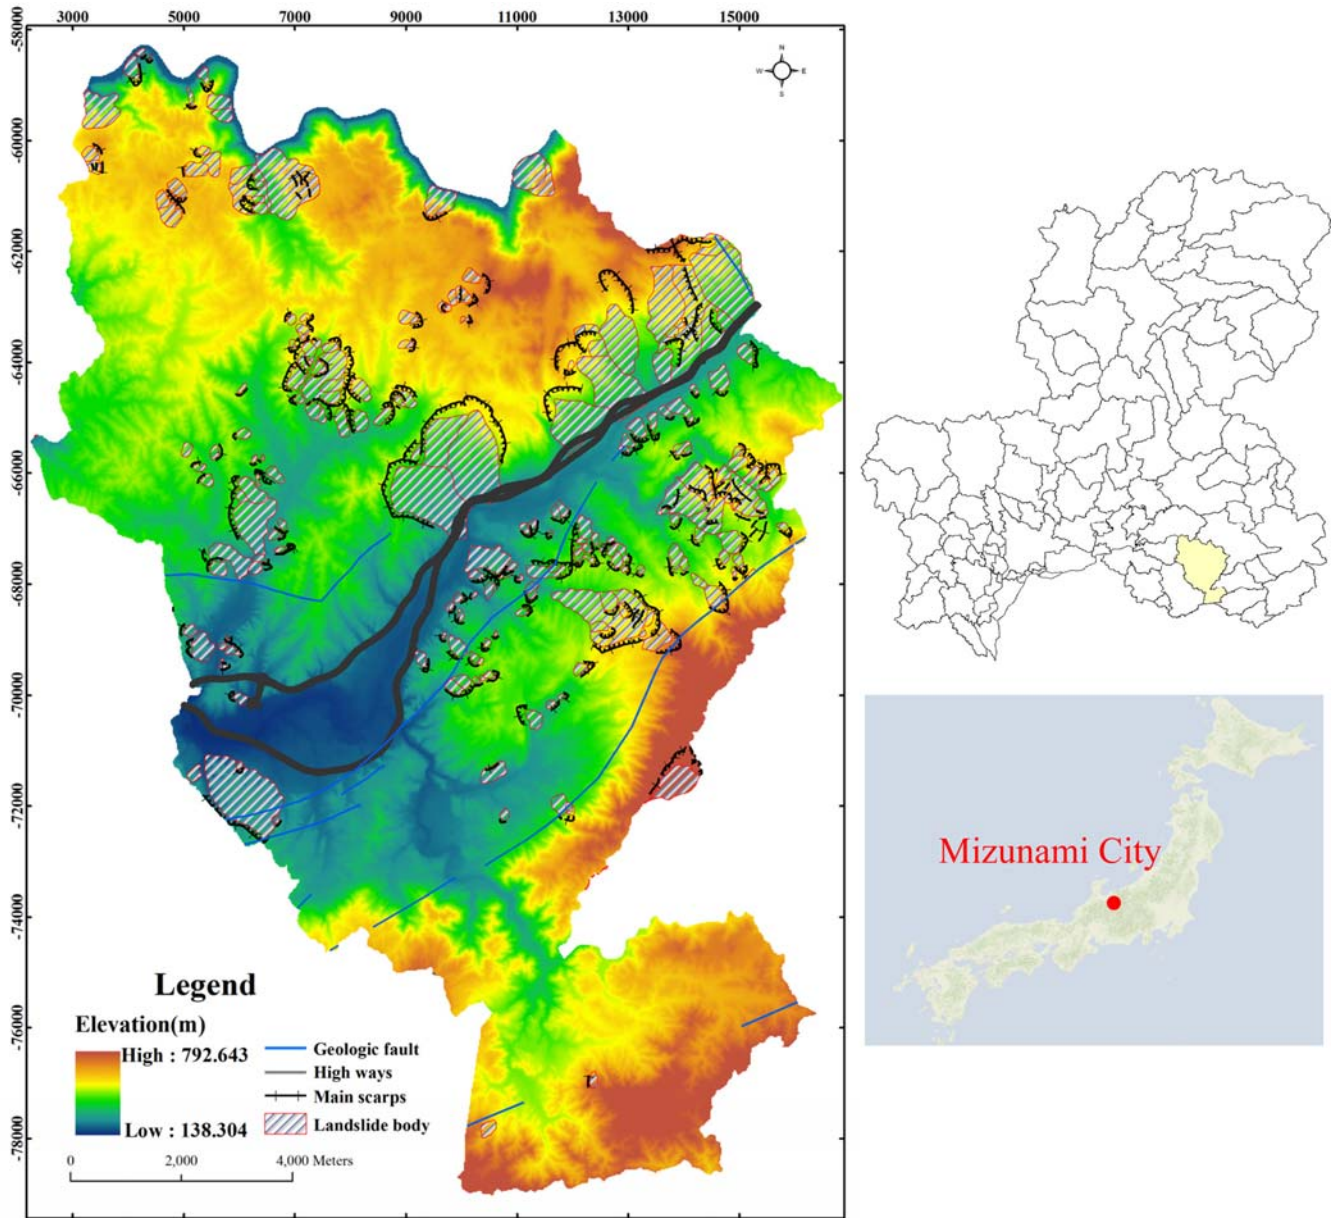 3000 5000 7000 9000 11000 13000 15000
-58000
-60000
-62000
-64000
-66000
-68000
-70000
-72000
-74000
-76000
-78000
N
W E
S
Legend
Elevation(m)
High : 792.643
Low : 138.304
Geologic fault
High ways
Main scarps
Landslide body
0 2,000 4,000 Meters
Mizunami City